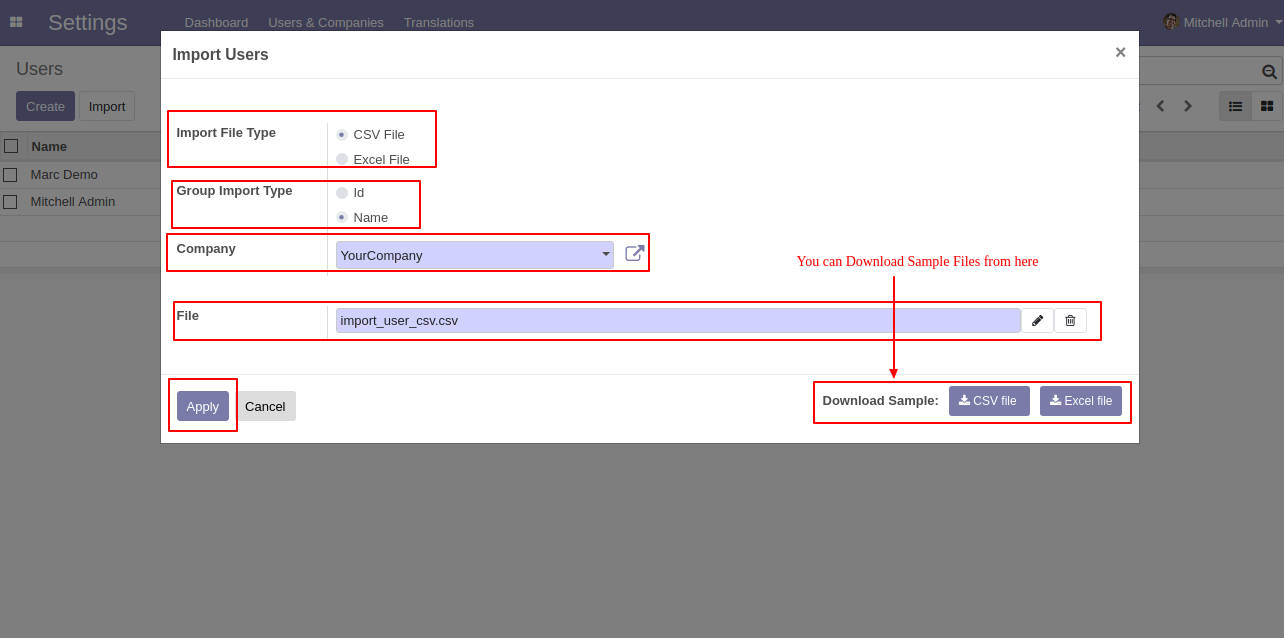 Settings Dashboard Users & Companies Translations Mitchell Admin
Users
Import Users ×
Create Import
Name
Marc Demo
Mitchell Admin
Import File Type
CSV File
Excel File
Group Import Type
Id
Name
Company
YourCompany
You can Download Sample Files from here
File
import_user_csv.csv
Apply Cancel
Download Sample: CSV file Excel file